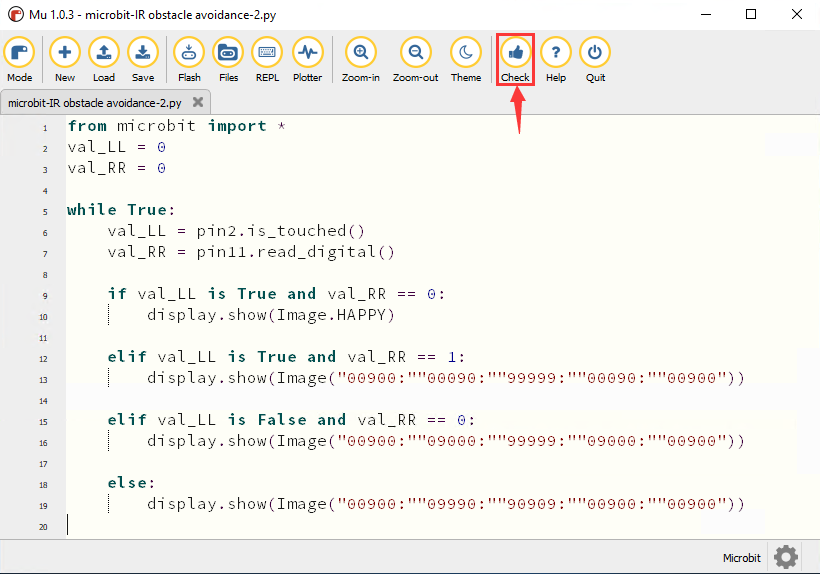 Mu 1.0.3 - microbit-IR obstacle avoidance-2.py
Mode New Load Save Flash Files REPL Plotter Zoom-in Zoom-out Theme Check Help Quit
microbit-IR obstacle avoidance-2.py
1 from microbit import *
2 val_LL = 0
3 val_RR = 0
4
5 while True:
6     val_LL = pin2.is_touched()
7     val_RR = pin11.read_digital()
8
9     if val_LL is True and val_RR == 0:
10         display.show(Image.HAPPY)
11
12     elif val_LL is True and val_RR == 1:
13         display.show(Image("00900:""00090:""99999:""00090:""00900"))
14
15     elif val_LL is False and val_RR == 0:
16         display.show(Image("00900:""09000:""99999:""09000:""00900"))
17
18     else:
19         display.show(Image("00900:""09990:""90909:""00900:""00900"))
20
Microbit